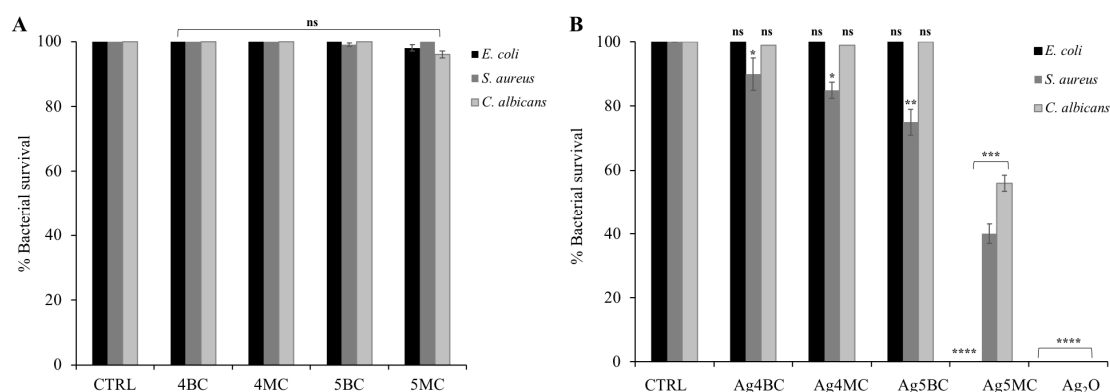 A
ns
100
80
60
40
20
0
% Bacterial survival
CTRL 4BC 4MC 5BC 5MC
E. coli
S. aureus
C. albicans
B
ns ns ns ns ns ns
100
80
60
40
20
0
% Bacterial survival
* * ** *** **** ****
CTRL Ag4BC Ag4MC Ag5BC Ag5MC Ag₂O
E. coli
S. aureus
C. albicans